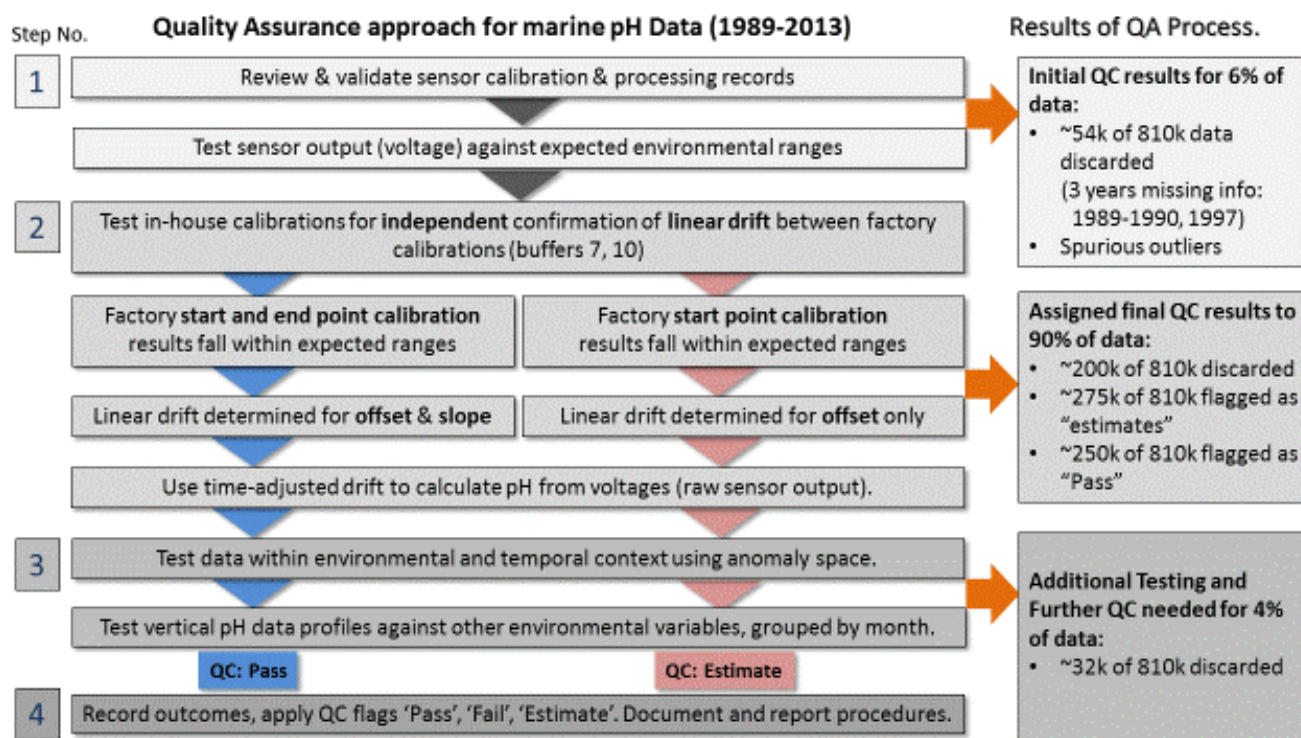 Step No.
Quality Assurance approach for marine pH Data (1989-2013)
Results of QA Process.
1
Review & validate sensor calibration & processing records
Test sensor output (voltage) against expected environmental ranges
Initial QC results for 6% of
data:
• ~54k of 810k data
discarded
(3 years missing info:
1989-1990, 1997)
• Spurious outliers
2
Test in-house calibrations for independent confirmation of linear drift between factory
calibrations (buffers 7, 10)
Factory start and end point calibration
results fall within expected ranges
Factory start point calibration
results fall within expected ranges
Linear drift determined for offset & slope
Linear drift determined for offset only
Use time-adjusted drift to calculate pH from voltages (raw sensor output).
Assigned final QC results to
90% of data:
• ~200k of 810k discarded
• ~275k of 810k flagged as
“estimates”
• ~250k of 810k flagged as
“Pass”
3
Test data within environmental and temporal context using anomaly space.
Test vertical pH data profiles against other environmental variables, grouped by month.
QC: Pass
QC: Estimate
Additional Testing and
Further QC needed for 4%
of data:
• ~32k of 810k discarded
4
Record outcomes, apply QC flags ‘Pass’, ‘Fail’, ‘Estimate’. Document and report procedures.